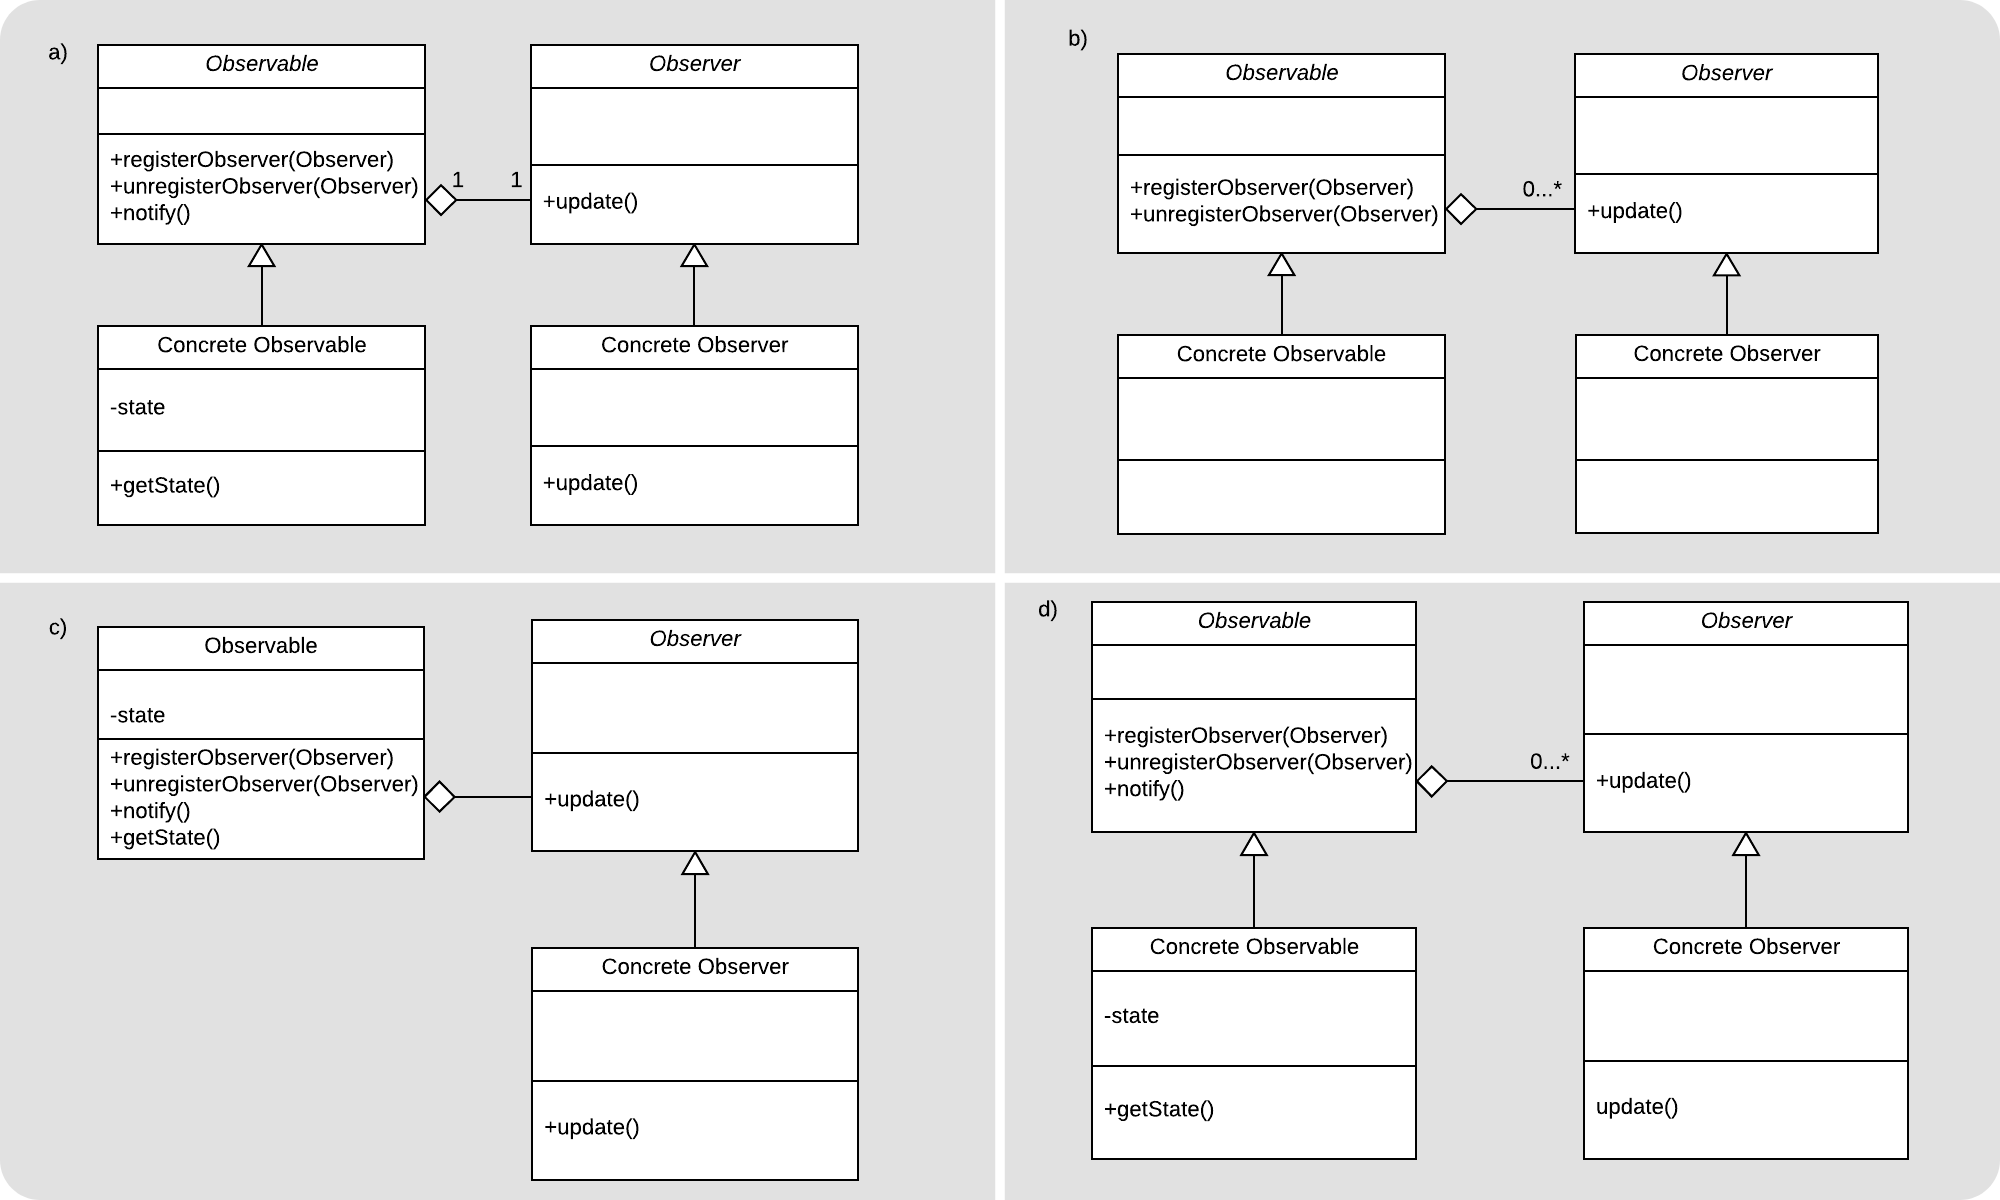 a)
Observable
+registerObserver(Observer)
+unregisterObserver(Observer)
+notify()
1
1
Observer
+update()
Concrete Observable
-state
+getState()
Concrete Observer
+update()
b)
Observable
+registerObserver(Observer)
+unregisterObserver(Observer)
0...*
Observer
+update()
Concrete Observable
Concrete Observer
c)
Observable
-state
+registerObserver(Observer)
+unregisterObserver(Observer)
+notify()
+getState()
Observer
+update()
Concrete Observer
+update()
d)
Observable
+registerObserver(Observer)
+unregisterObserver(Observer)
+notify()
0...*
Observer
+update()
Concrete Observable
-state
+getState()
Concrete Observer
update()